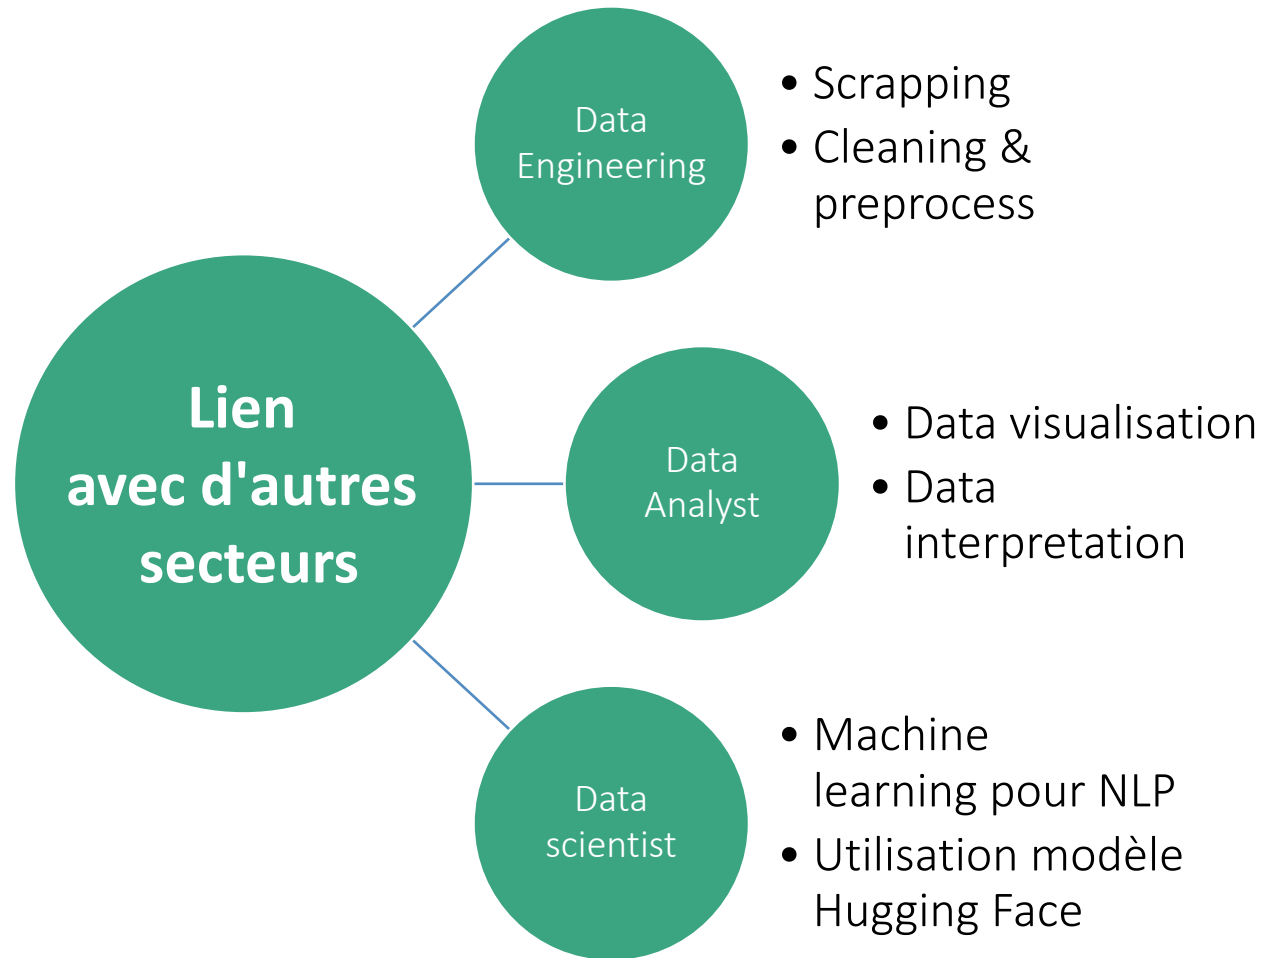 Lien
avec d'autres
secteurs
Data
Engineering
• Scrapping
• Cleaning &
preprocess
Data
Analyst
• Data visualisation
• Data
interpretation
Data
scientist
• Machine
learning pour NLP
• Utilisation modèle
Hugging Face